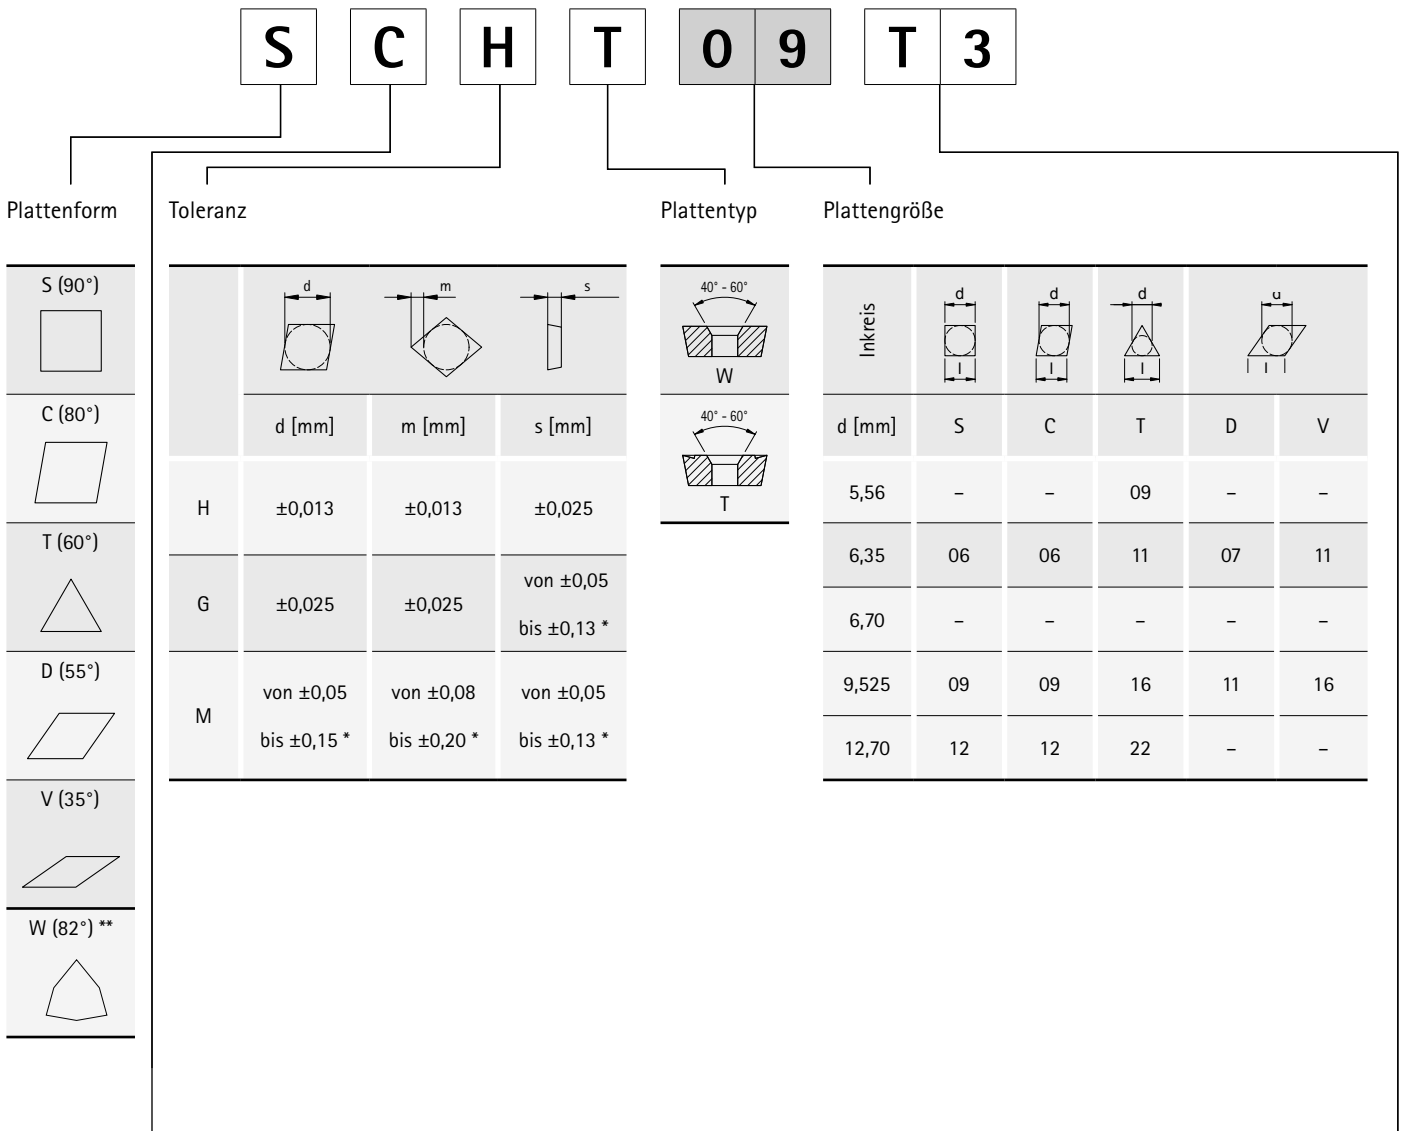 S C H T 0 9 T 3
Plattenform Toleranz Plattentyp Plattengröße
S (90°)
C (80°)
T (60°)
D (55°)
V (35°)
W (82°) **
d m s
d [mm] m [mm] s [mm]
H ±0,013 ±0,013 ±0,025
G ±0,025 ±0,025 von ±0,05
bis ±0,13 *
M von ±0,05 von ±0,08 von ±0,05
bis ±0,15 * bis ±0,20 * bis ±0,13 *
40° - 60°
W
40° - 60°
T
Inkreis d d d d
l l l l
d [mm] S C T D V
5,56 – – 09 – –
6,35 06 06 11 07 11
6,70 – – – – –
9,525 09 09 16 11 16
12,70 12 12 22 – –